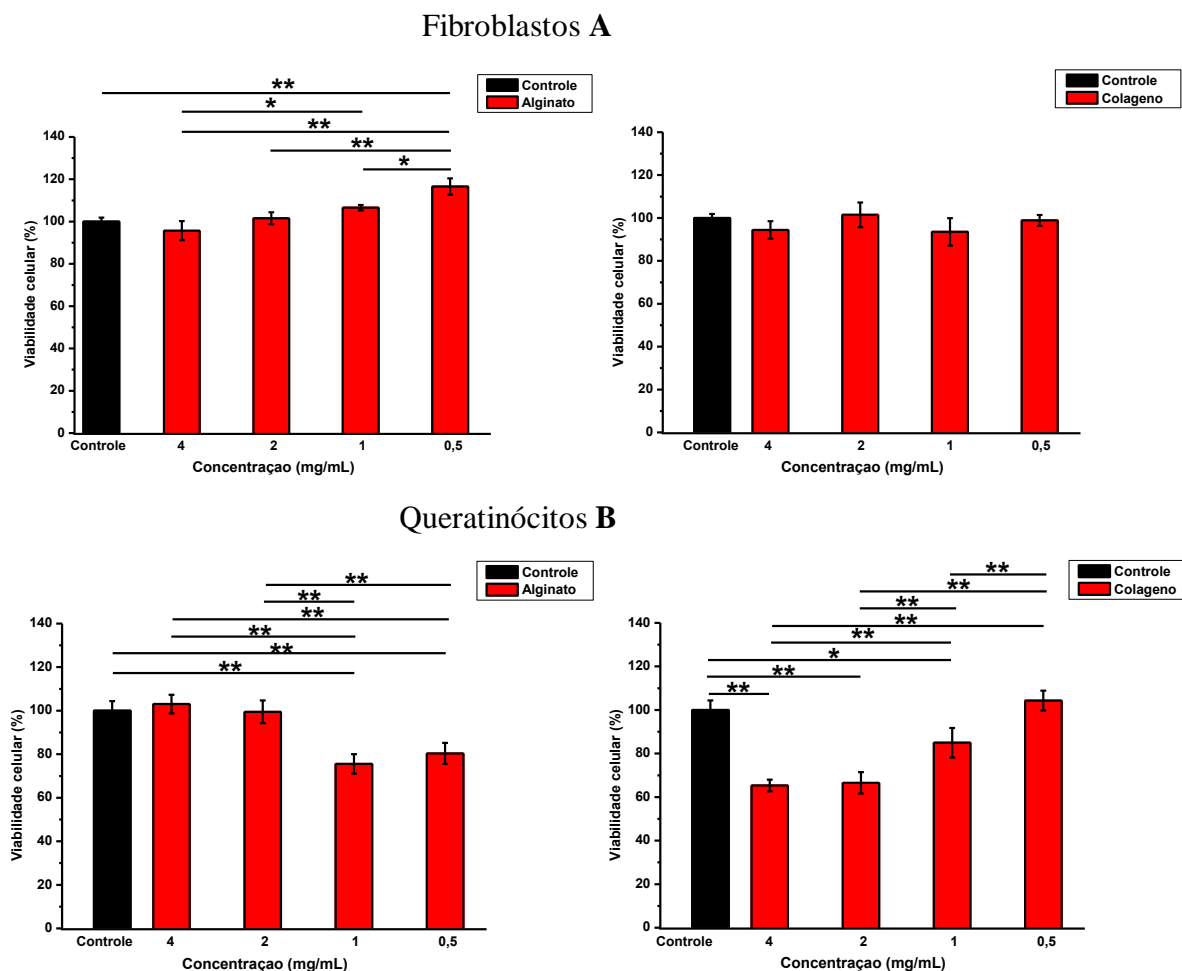 Fibroblastos A
Controle
Alginato
**
*
**
**
*
140
120
100
80
60
40
20
0
Viabilidade celular (%)
Controle 4 2 1 0,5
Concentraçao (mg/mL)
Controle
Colageno
140
120
100
80
60
40
20
0
Viabilidade celular (%)
Controle 4 2 1 0,5
Concentraçao (mg/mL)
Queratinócitos B
Controle
Alginato
**
**
**
**
**
**
140
120
100
80
60
40
20
0
Viabilidade celular (%)
Controle 4 2 1 0,5
Concentraçao (mg/mL)
Controle
Colageno
**
**
**
**
**
*
**
**
140
120
100
80
60
40
20
0
Viabilidade celular (%)
Controle 4 2 1 0,5
Concentraçao (mg/mL)